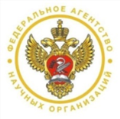 ФЕДЕРАЛЬНОЕ АГЕНТСТВО
НАУЧНЫХ ОРГАНИЗАЦИЙ